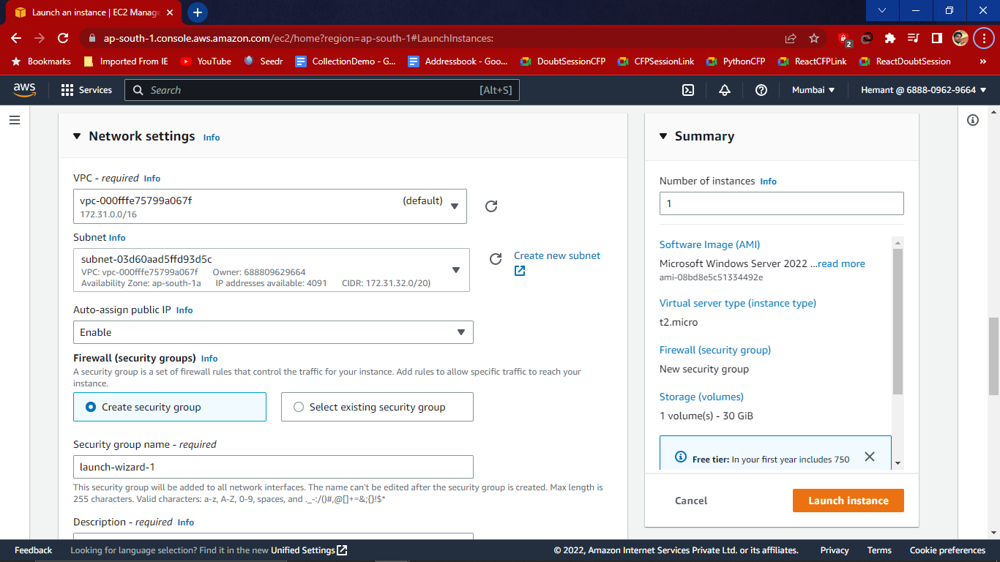 Launch an instance | EC2 Manage
ap-south-1.console.aws.amazon.com/ec2/home?region=ap-south-1#LaunchInstances:
2
Bookmarks Imported From IE YouTube Seedr CollectionDemo - G... Addressbook - Goo... DoubtSessionCFP CFPSessionLink PythonCFP ReactCFPLink ReactDoubtSession »
aws Services Search [Alt+S] Mumbai Hemant @ 6888-0962-9664
Network settings Info
VPC - required Info
vpc-000fffe75799a067f (default)
172.31.0.0/16
Subnet Info
subnet-03d60aad5ffd93d5c
VPC: vpc-000fffe75799a067f Owner: 688809629664
Availability Zone: ap-south-1a IP addresses available: 4091 CIDR: 172.31.32.0/20)
Create new subnet
Auto-assign public IP Info
Enable
Firewall (security groups) Info
A security group is a set of firewall rules that control the traffic for your instance. Add rules to allow specific traffic to reach your
instance.
Create security group Select existing security group
Security group name - required
launch-wizard-1
This security group will be added to all network interfaces. The name can't be edited after the security group is created. Max length is
255 characters. Valid characters: a-z, A-Z, 0-9, spaces, and ._-:/()#,@[]+=&;{}!$*
Description - required Info
Summary
Number of instances Info
1
Software Image (AMI)
Microsoft Windows Server 2022 ...read more
ami-08bd8e5c51334492e
Virtual server type (instance type)
t2.micro
Firewall (security group)
New security group
Storage (volumes)
1 volume(s) - 30 GiB
Free tier: In your first year includes 750
Cancel Launch instance
Feedback Looking for language selection? Find it in the new Unified Settings © 2022, Amazon Internet Services Private Ltd. or its affiliates. Privacy Terms Cookie preferences